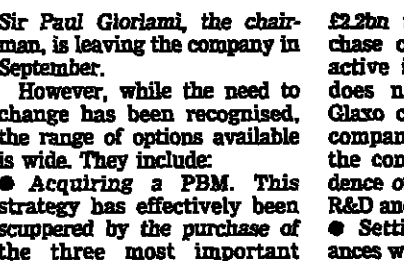 Sir Paul Giorlami, the chair-
man, is leaving the company in
September.
However, while the need to
change has been recognised,
the range of options available
is wide. They include:
● Acquiring a PBM. This
strategy has effectively been
scuppered by the purchase of
the three most important
£2.2bn
chase c
active i
does n
Glaxo c
compan
the con
dence o
R&D and
● Setti
ances w